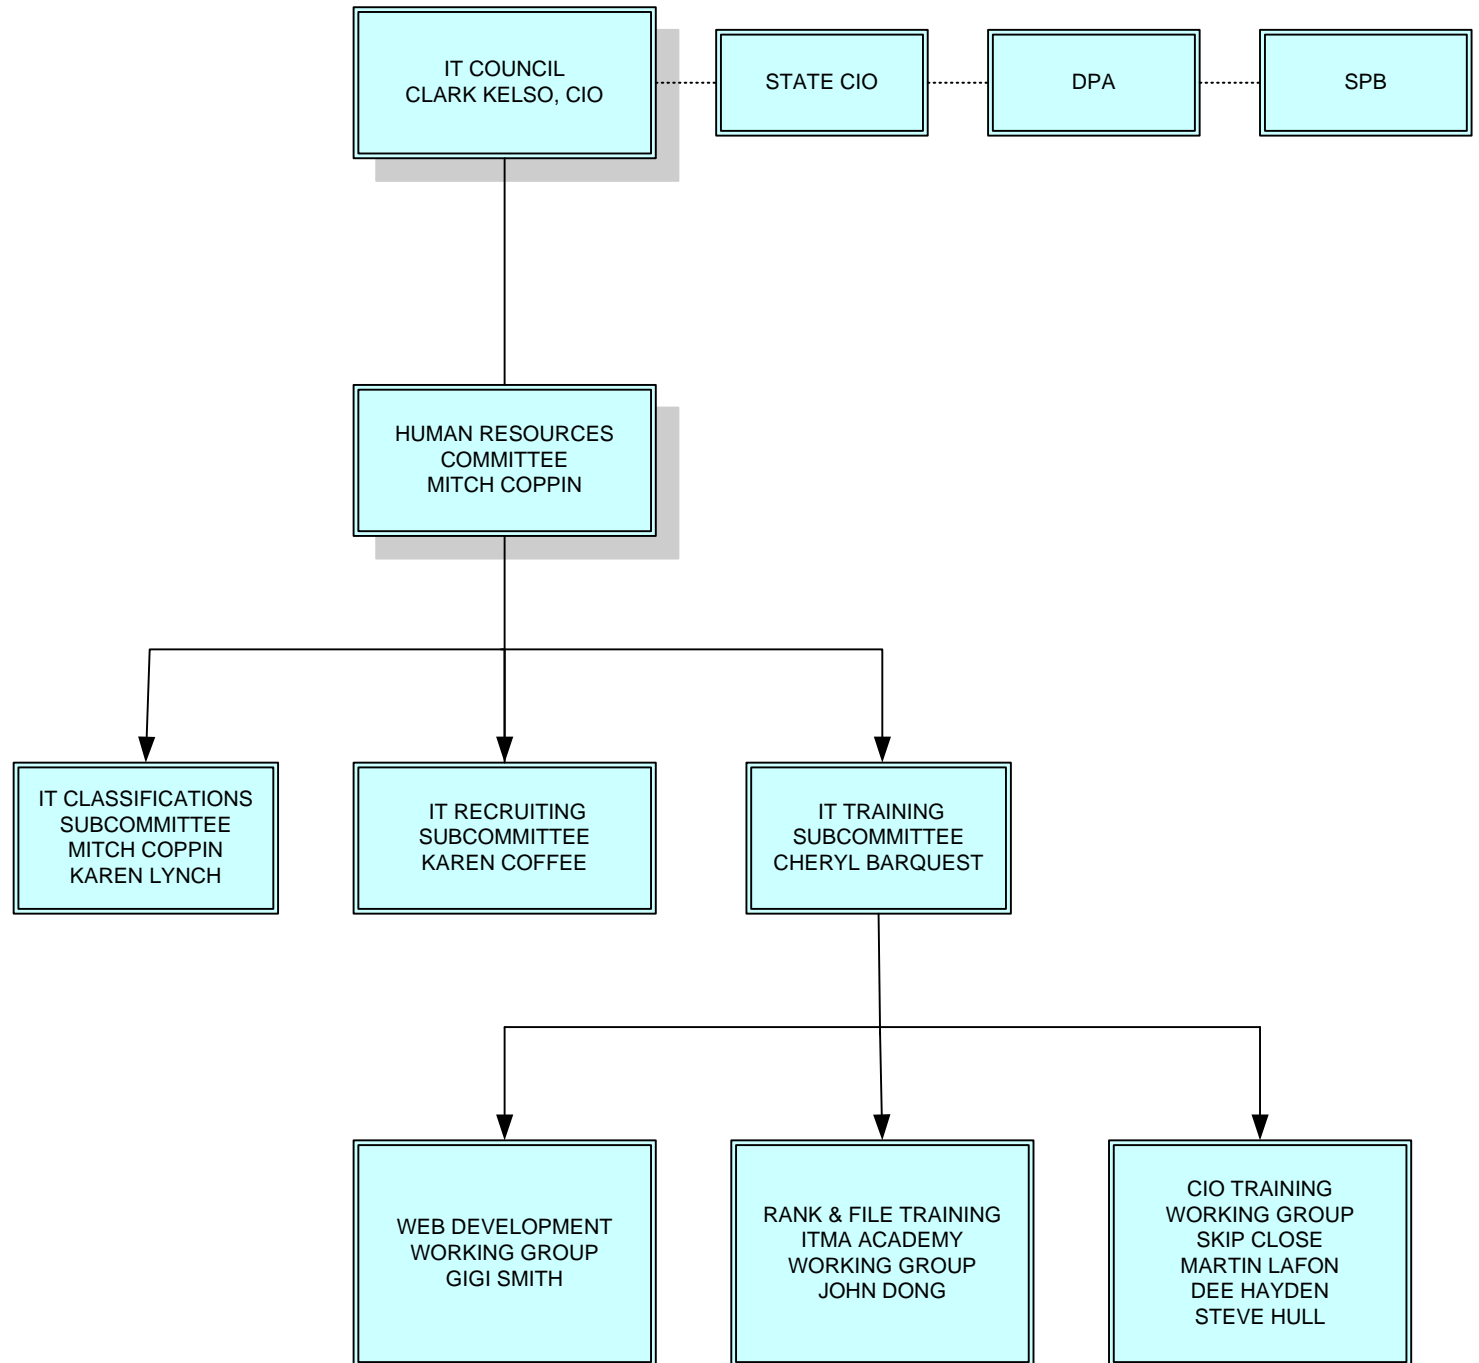 IT COUNCIL
CLARK KELSO, CIO
STATE CIO
DPA
SPB
HUMAN RESOURCES
COMMITTEE
MITCH COPPIN
IT CLASSIFICATIONS
SUBCOMMITTEE
MITCH COPPIN
KAREN LYNCH
IT RECRUITING
SUBCOMMITTEE
KAREN COFFEE
IT TRAINING
SUBCOMMITTEE
CHERYL BARQUEST
WEB DEVELOPMENT
WORKING GROUP
GIGI SMITH
RANK & FILE TRAINING
ITMA ACADEMY
WORKING GROUP
JOHN DONG
CIO TRAINING
WORKING GROUP
SKIP CLOSE
MARTIN LAFON
DEE HAYDEN
STEVE HULL